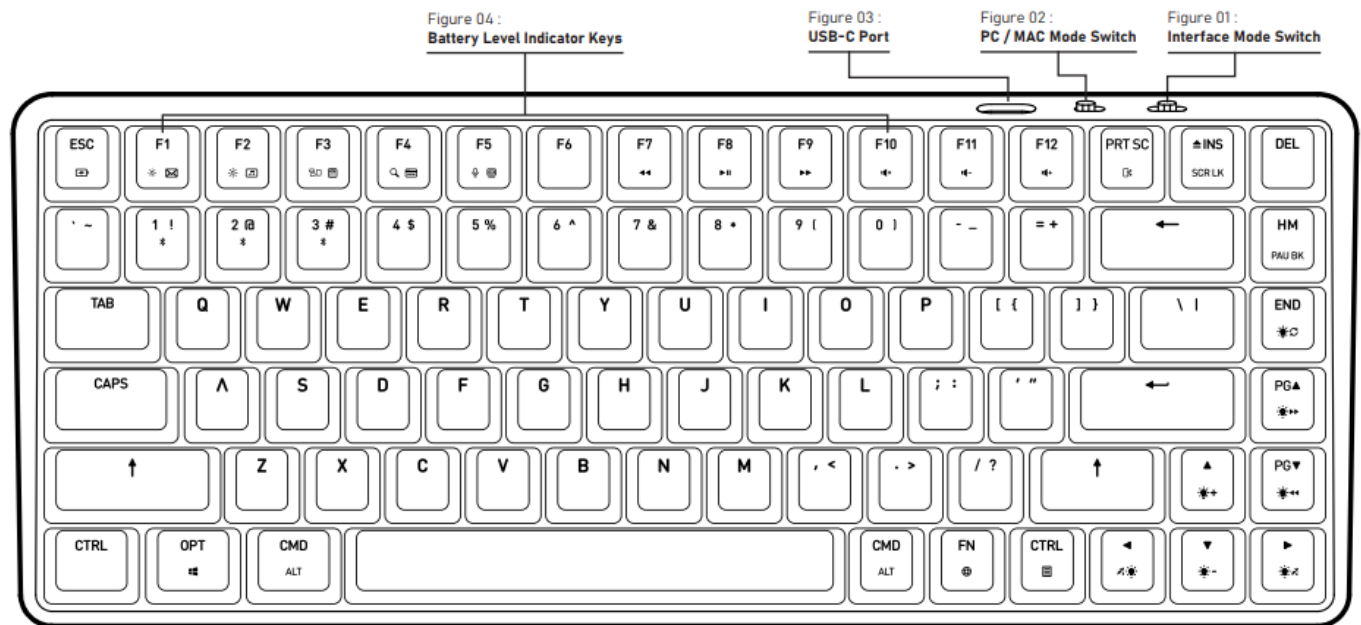 Figure 04 : Figure 03 : Figure 02 : Figure 01 :
Battery Level Indicator Keys USB-C Port PC / MAC Mode Switch Interface Mode Switch
ESC F1 F2 F3 F4 F5 F6 F7 F8 F9 F10 F11 F12 PRT SC ⏏INS DEL
SCR LK
` ~ 1 ! 2 @ 3 # 4 $ 5 % 6 ^ 7 & 8 * 9 ( 0 ) - _ = + ← HM
PAU BK
TAB Q W E R T Y U I O P [ { ] } \ | END
CAPS Λ S D F G H J K L ; : ' " PG▲
Z X C V B N M , < . > / ? ▲ PG▼
CTRL OPT CMD CMD FN CTRL ◄ ▼ ►
ALT ALT